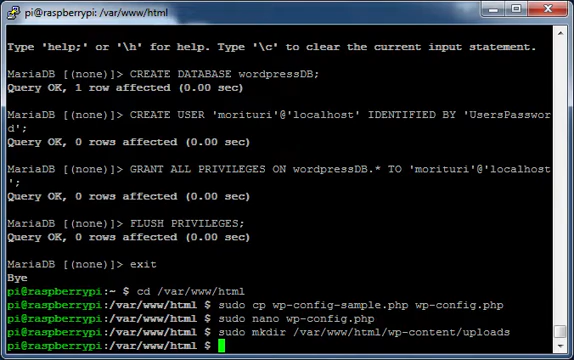 pi@raspberrypi: /var/www/html
Type 'help;' or '\h' for help. Type '\c' to clear the current input statement.
MariaDB [(none)]> CREATE DATABASE wordpressDB;
Query OK, 1 row affected (0.00 sec)
MariaDB [(none)]> CREATE USER 'morituri'@'localhost' IDENTIFIED BY 'UsersPasswor
d';
Query OK, 0 rows affected (0.00 sec)
MariaDB [(none)]> GRANT ALL PRIVILEGES ON wordpressDB.* TO 'morituri'@'localhost
';
Query OK, 0 rows affected (0.00 sec)
MariaDB [(none)]> FLUSH PRIVILEGES;
Query OK, 0 rows affected (0.00 sec)
MariaDB [(none)]> exit
Bye
pi@raspberrypi:~ $ cd /var/www/html
pi@raspberrypi:/var/www/html $ sudo cp wp-config-sample.php wp-config.php
pi@raspberrypi:/var/www/html $ sudo nano wp-config.php
pi@raspberrypi:/var/www/html $ sudo mkdir /var/www/html/wp-content/uploads
pi@raspberrypi:/var/www/html $